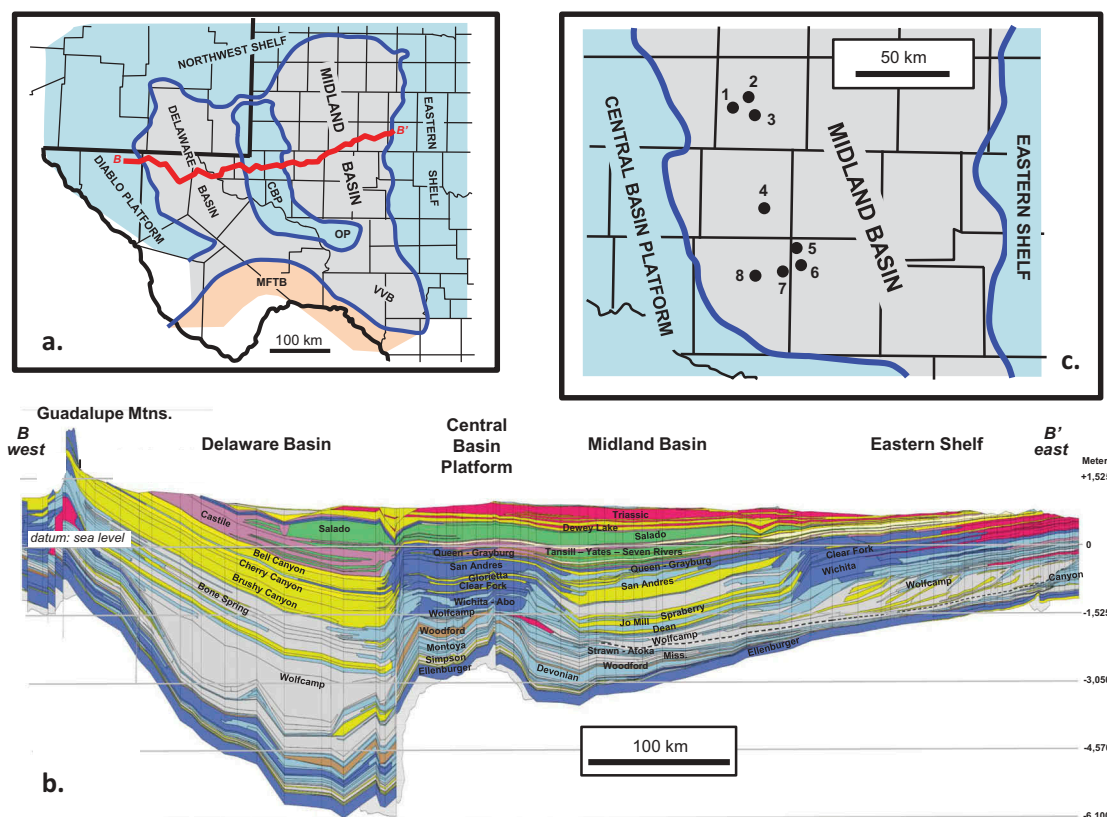 NORTHWEST SHELF
MIDLAND
BASIN
DELAWARE
BASIN
B
B'
EASTERN
SHELF
DIABLO PLATFORM
CBP
OP
MFTB
VVB
a.
100 km
50 km
1
2
3
4
5
6
7
8
CENTRAL BASIN PLATFORM
MIDLAND BASIN
EASTERN SHELF
c.
Guadalupe Mtns.
B
west
Delaware Basin
Central
Basin
Platform
Midland Basin
Eastern Shelf
B'
east
Meter
+1,525
0
-1,525
-3,050
-4,570
-6,100
datum: sea level
Castile
Salado
Bell Canyon
Cherry Canyon
Brushy Canyon
Bone Spring
Wolfcamp
Queen - Grayburg
San Andres
Glorietta
Clear Fork
Wichita - Abo
Wolfcamp
Woodford
Montoya
Simpson
Ellenburger
Triassic
Dewey Lake
Salado
Tansill – Yates – Seven Rivers
Queen - Grayburg
San Andres
Spraberry
Jo Mill
Dean
Wolfcamp
Strawn - Atoka
Miss.
Woodford
Devonian
Ellenburger
Clear Fork
Wichita
Wolfcamp
Canyon
100 km
b.